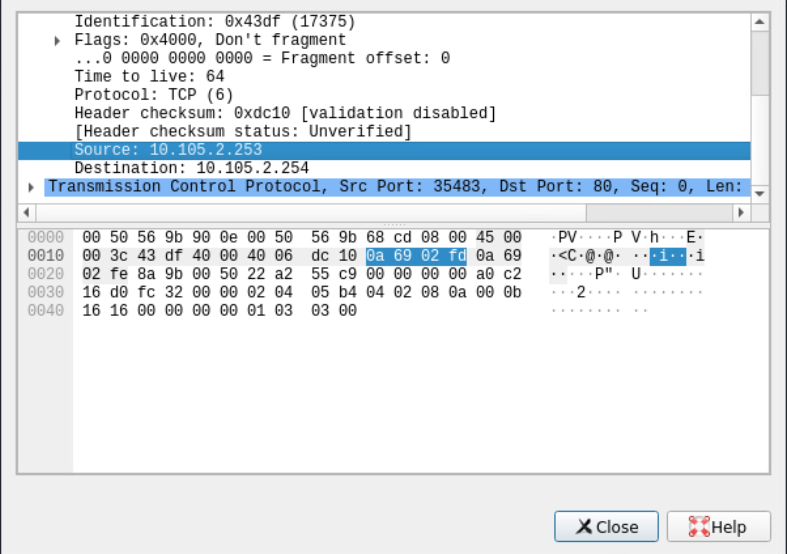 Identification: 0x43df (17375)
Flags: 0x4000, Don't fragment
...0 0000 0000 0000 = Fragment offset: 0
Time to live: 64
Protocol: TCP (6)
Header checksum: 0xdc10 [validation disabled]
[Header checksum status: Unverified]
Source: 10.105.2.253
Destination: 10.105.2.254
Transmission Control Protocol, Src Port: 35483, Dst Port: 80, Seq: 0, Len:
0000 00 50 56 9b 90 0e 00 50 56 9b 68 cd 08 00 45 00 ·PV····P V·h···E·
0010 00 3c 43 df 40 00 40 06 dc 10 0a 69 02 fd 0a 69 ·<C·@·@· ···i···i
0020 02 fe 8a 9b 00 50 22 a2 55 c9 00 00 00 00 a0 c2 ·····P"· U·······
0030 16 d0 fc 32 00 00 02 04 05 b4 04 02 08 0a 00 0b ···2···· ········
0040 16 16 00 00 00 00 01 03 03 00 ········ ··
Close Help